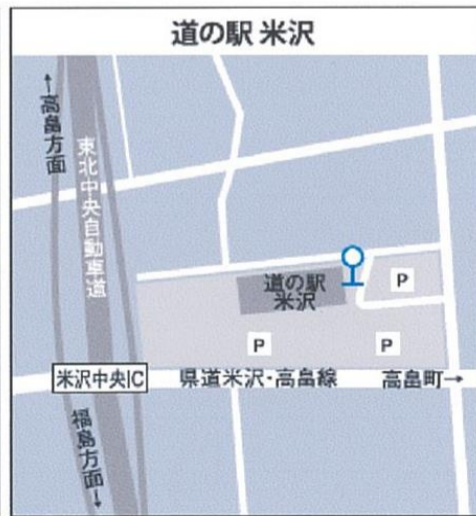 道の駅 米沢
←高畠方面
東北中央自動車道
道の駅
米沢
P
P
P
米沢中央IC
県道米沢・高畠線
高畠町→
福島方面→